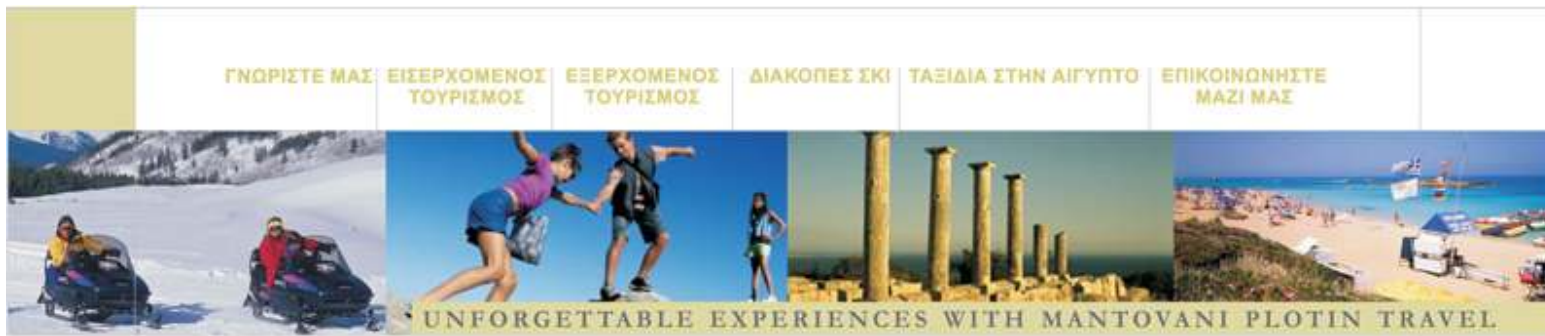 ΓΝΩΡΙΣΤΕ ΜΑΣ
ΕΙΣΕΡΧΟΜΕΝΟΣ
ΤΟΥΡΙΣΜΟΣ
ΕΞΕΡΧΟΜΕΝΟΣ
ΤΟΥΡΙΣΜΟΣ
ΔΙΑΚΟΠΕΣ ΣΚΙ
ΤΑΞΙΔΙΑ ΣΤΗΝ ΑΙΓΥΠΤΟ
ΕΠΙΚΟΙΝΩΝΗΣΤΕ
ΜΑΖΙ ΜΑΣ
UNFORGETTABLE EXPERIENCES WITH MANTOVANI PLOTIN TRAVEL